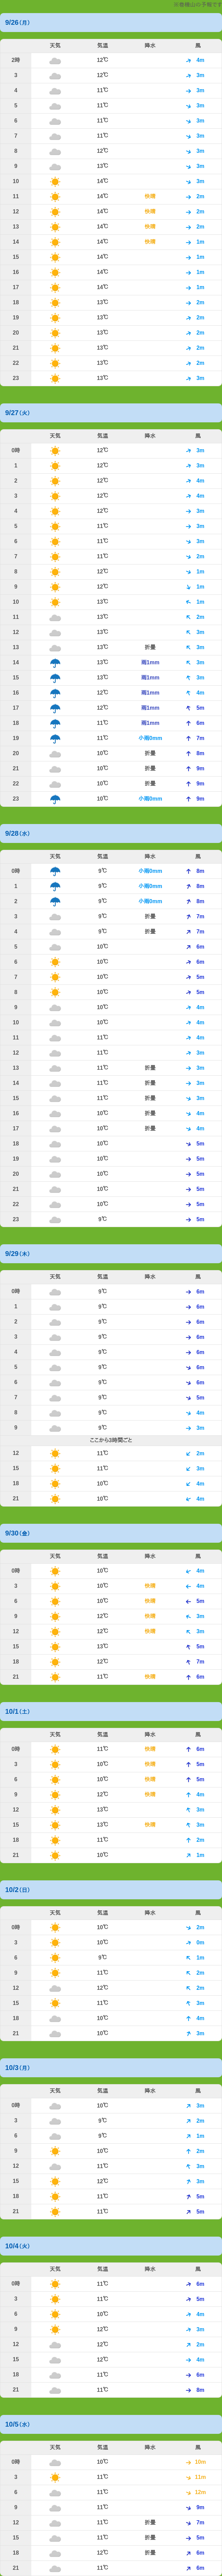 天気 気温 降水 風
9/26(月)
天気 気温 降水 風
2時 12℃ 4m
3 12℃ 3m
4 11℃ 3m
5 11℃ 3m
6 11℃ 3m
7 11℃ 3m
8 12℃ 3m
9 13℃ 3m
10 14℃ 3m
11 14℃ 快晴 2m
12 14℃ 快晴 2m
13 14℃ 快晴 2m
14 14℃ 快晴 1m
15 14℃ 1m
16 14℃ 1m
17 14℃ 1m
18 13℃ 2m
19 13℃ 2m
20 13℃ 2m
21 13℃ 2m
22 13℃ 2m
23 13℃ 3m
9/27(火)
天気 気温 降水 風
0時 12℃ 3m
1 12℃ 3m
2 12℃ 4m
3 12℃ 4m
4 12℃ 3m
5 11℃ 3m
6 11℃ 3m
7 11℃ 2m
8 12℃ 1m
9 12℃ 1m
10 13℃ 1m
11 13℃ 2m
12 13℃ 3m
13 13℃ 折曇 3m
14 13℃ 雨1mm 3m
15 13℃ 雨1mm 3m
16 12℃ 雨1mm 4m
17 12℃ 雨1mm 5m
18 11℃ 雨1mm 6m
19 11℃ 小雨0mm 7m
20 10℃ 折曇 8m
21 10℃ 折曇 9m
22 10℃ 折曇 9m
23 10℃ 小雨0mm 9m
9/28(水)
天気 気温 降水 風
0時 9℃ 小雨0mm 8m
1 9℃ 小雨0mm 8m
2 9℃ 小雨0mm 8m
3 9℃ 折曇 7m
4 9℃ 折曇 7m
5 10℃ 6m
6 10℃ 6m
7 10℃ 5m
8 10℃ 5m
9 10℃ 4m
10 10℃ 4m
11 11℃ 4m
12 11℃ 3m
13 11℃ 折曇 3m
14 11℃ 折曇 3m
15 11℃ 折曇 3m
16 10℃ 折曇 4m
17 10℃ 折曇 4m
18 10℃ 5m
19 10℃ 5m
20 10℃ 5m
21 10℃ 5m
22 10℃ 5m
23 9℃ 5m
9/29(木)
天気 気温 降水 風
0時 9℃ 6m
1 9℃ 6m
2 9℃ 6m
3 9℃ 6m
4 9℃ 6m
5 9℃ 6m
6 9℃ 6m
7 9℃ 5m
8 9℃ 4m
9 9℃ 3m
ここから3時間ごと
12 11℃ 2m
15 11℃ 3m
18 10℃ 4m
21 10℃ 4m
9/30(金)
天気 気温 降水 風
0時 10℃ 4m
3 10℃ 快晴 4m
6 10℃ 快晴 5m
9 12℃ 快晴 3m
12 12℃ 快晴 3m
15 13℃ 5m
18 12℃ 7m
21 11℃ 快晴 6m
10/1(土)
天気 気温 降水 風
0時 11℃ 快晴 6m
3 10℃ 快晴 5m
6 10℃ 快晴 5m
9 12℃ 快晴 4m
12 13℃ 3m
15 13℃ 快晴 3m
18 11℃ 2m
21 10℃ 1m
10/2(日)
天気 気温 降水 風
0時 10℃ 2m
3 10℃ 0m
6 9℃ 1m
9 11℃ 2m
12 12℃ 2m
15 11℃ 3m
18 10℃ 4m
21 10℃ 3m
10/3(月)
天気 気温 降水 風
0時 10℃ 3m
3 9℃ 2m
6 9℃ 1m
9 10℃ 2m
12 11℃ 3m
15 12℃ 3m
18 11℃ 5m
21 11℃ 5m
10/4(火)
天気 気温 降水 風
0時 11℃ 6m
3 11℃ 5m
6 10℃ 4m
9 12℃ 3m
12 12℃ 2m
15 12℃ 4m
18 11℃ 6m
21 11℃ 8m
10/5(水)
天気 気温 降水 風
0時 10℃ 10m
3 11℃ 11m
6 11℃ 12m
9 11℃ 9m
12 11℃ 折曇 7m
15 11℃ 折曇 5m
18 12℃ 折曇 6m
21 11℃ 6m